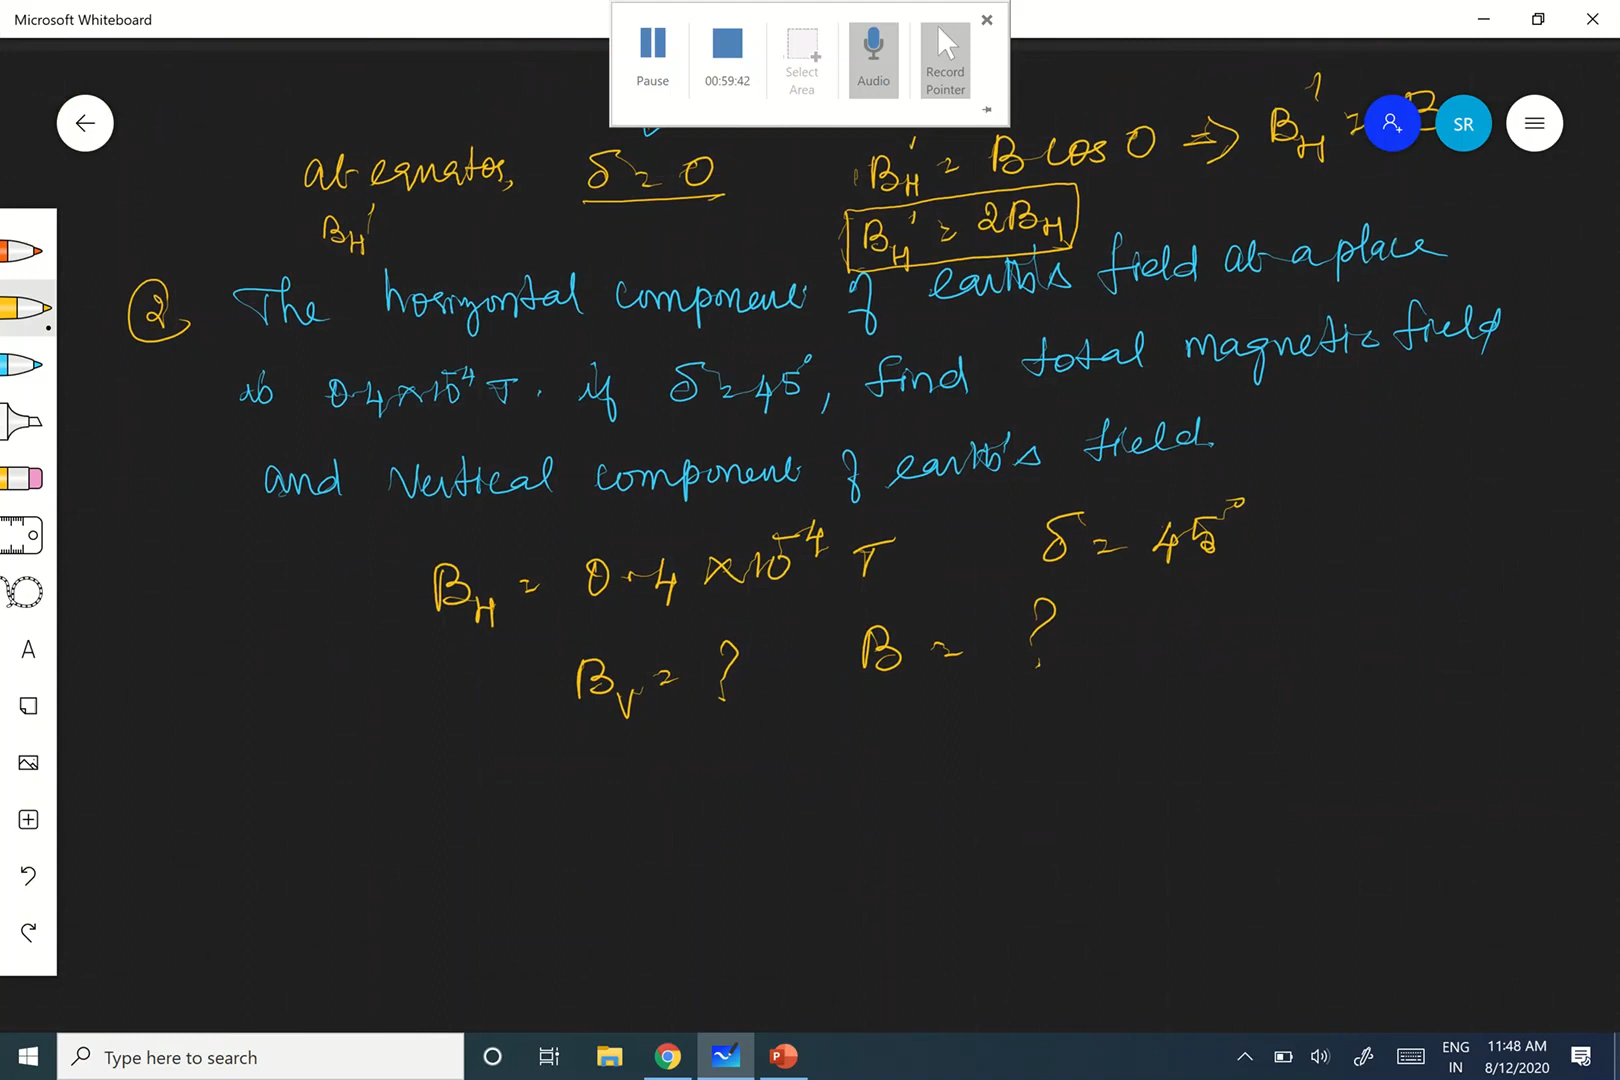 Microsoft Whiteboard
Pause
00:59:42
Select Area
Audio
Record Pointer
SR
at equator, δ = 0 B_H' = B cos 0 ⇒ B_H' = B
B_H' B_H' = 2B_H
2 The horizontal component of earth's field at a place
is 0.4×10^-4 T. if δ = 45°, find total magnetic field
and vertical component of earth's field.
B_H = 0.4 ×10^-4 T δ = 45°
B_V = ? B = ?
A
Type here to search
ENG
IN
11:48 AM
8/12/2020